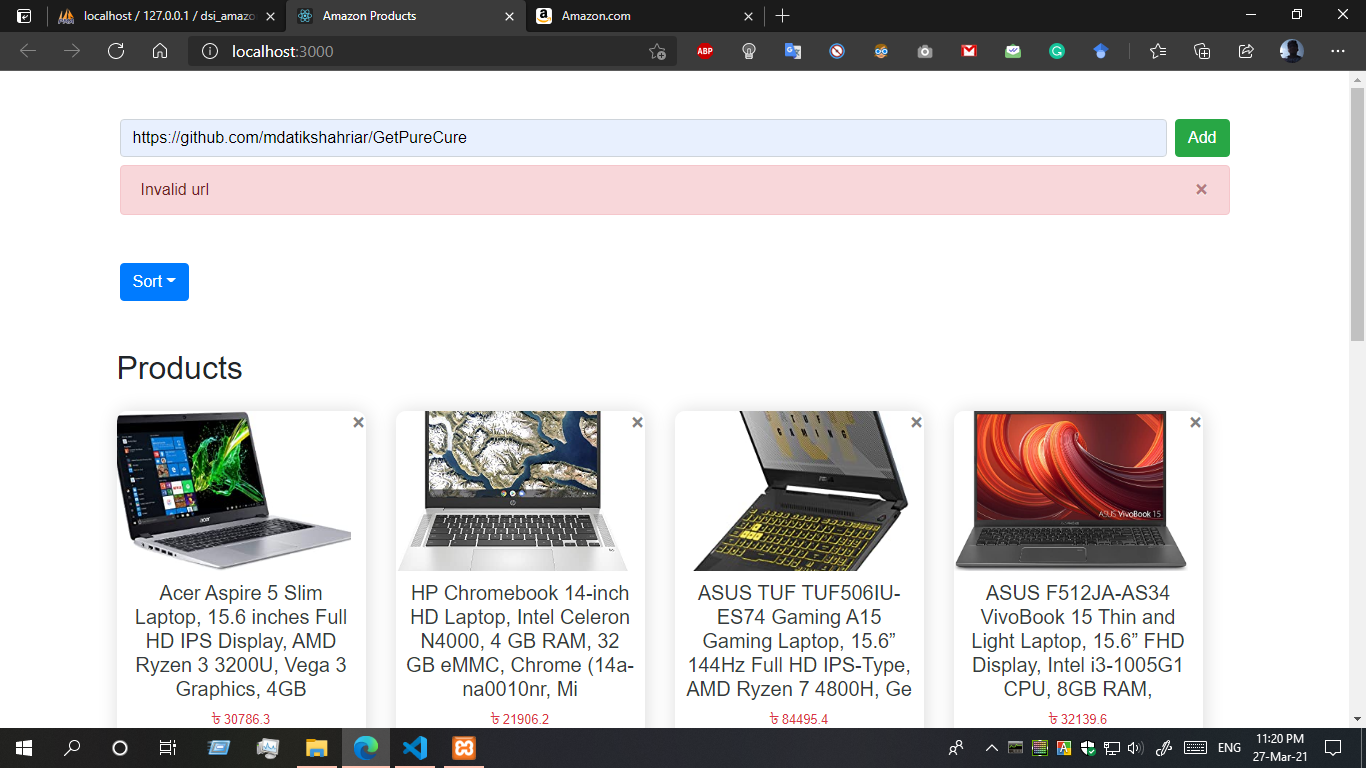 localhost / 127.0.0.1 / dsi_amazo
Amazon Products
Amazon.com
localhost:3000
ABP
https://github.com/mdatikshahriar/GetPureCure
Add
Invalid url
×
Sort
Products
Acer Aspire 5 Slim
Laptop, 15.6 inches Full
HD IPS Display, AMD
Ryzen 3 3200U, Vega 3
Graphics, 4GB
৳ 30786.3
HP Chromebook 14-inch
HD Laptop, Intel Celeron
N4000, 4 GB RAM, 32
GB eMMC, Chrome (14a-
na0010nr, Mi
৳ 21906.2
ASUS TUF TUF506IU-
ES74 Gaming A15
Gaming Laptop, 15.6”
144Hz Full HD IPS-Type,
AMD Ryzen 7 4800H, Ge
৳ 84495.4
ASUS VivoBook 15
ASUS F512JA-AS34
VivoBook 15 Thin and
Light Laptop, 15.6” FHD
Display, Intel i3-1005G1
CPU, 8GB RAM,
৳ 32139.6
ENG
11:20 PM
27-Mar-21